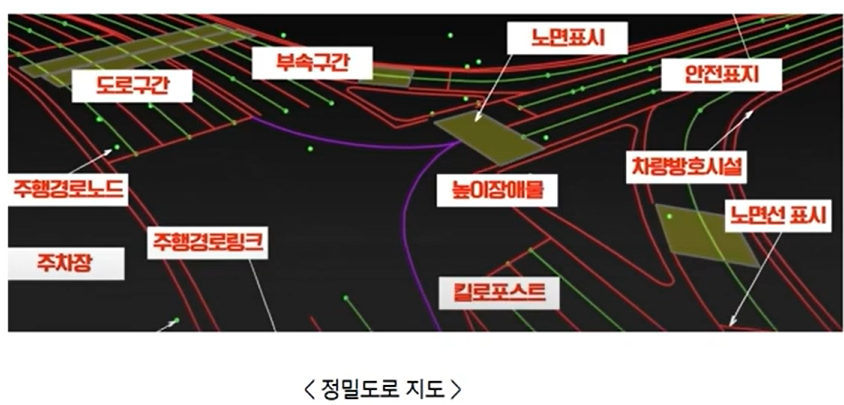 노면표시
부속구간
안전표지
도로구간
차량방호시설
주행경로노드
높이장애물
노면선 표시
주행경로링크
주차장
킬로포스트
< 정밀도로 지도 >